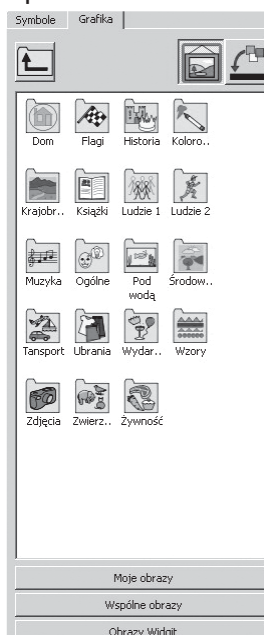 Symbole Grafika
Dom Flagi Historia Koloro..
Krajobr.. Książki Ludzie 1 Ludzie 2
Muzyka Ogólne Pod wodą Środow..
Tansport Ubrania Wydar.. Wzory
Zdjęcia Zwierz.. Żywność
Moje obrazy
Wspólne obrazy
Obrazy Widgit